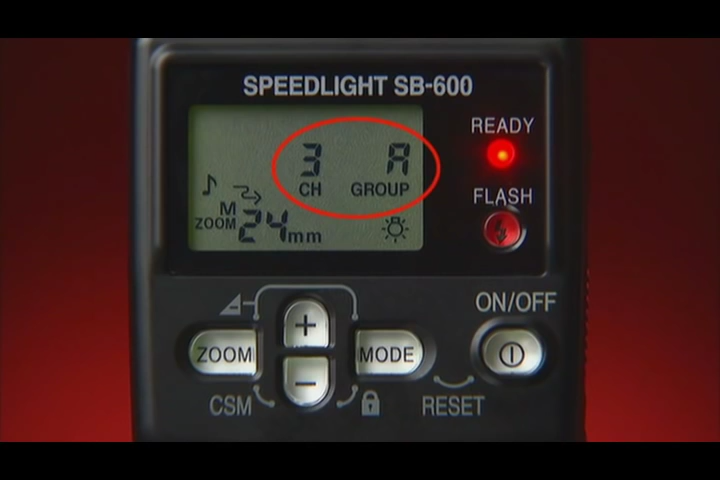 SPEEDLIGHT SB-600
READY
3 A
CH GROUP
FLASH
M
ZOOM 24mm
ON/OFF
ZOOM
MODE
CSM
RESET